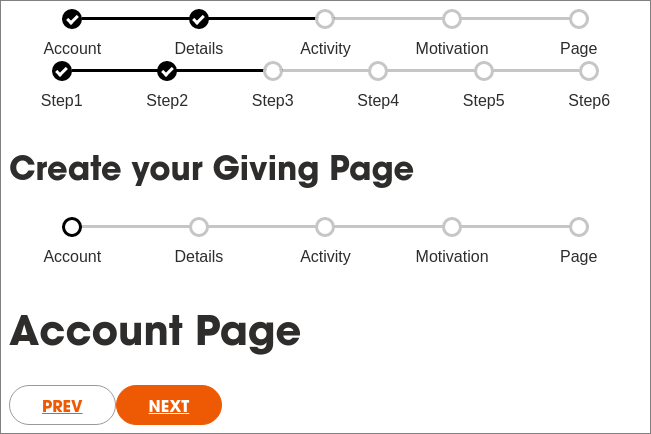 Account Details Activity Motivation Page
Step1 Step2 Step3 Step4 Step5 Step6
Create your Giving Page
Account Details Activity Motivation Page
Account Page
PREV NEXT